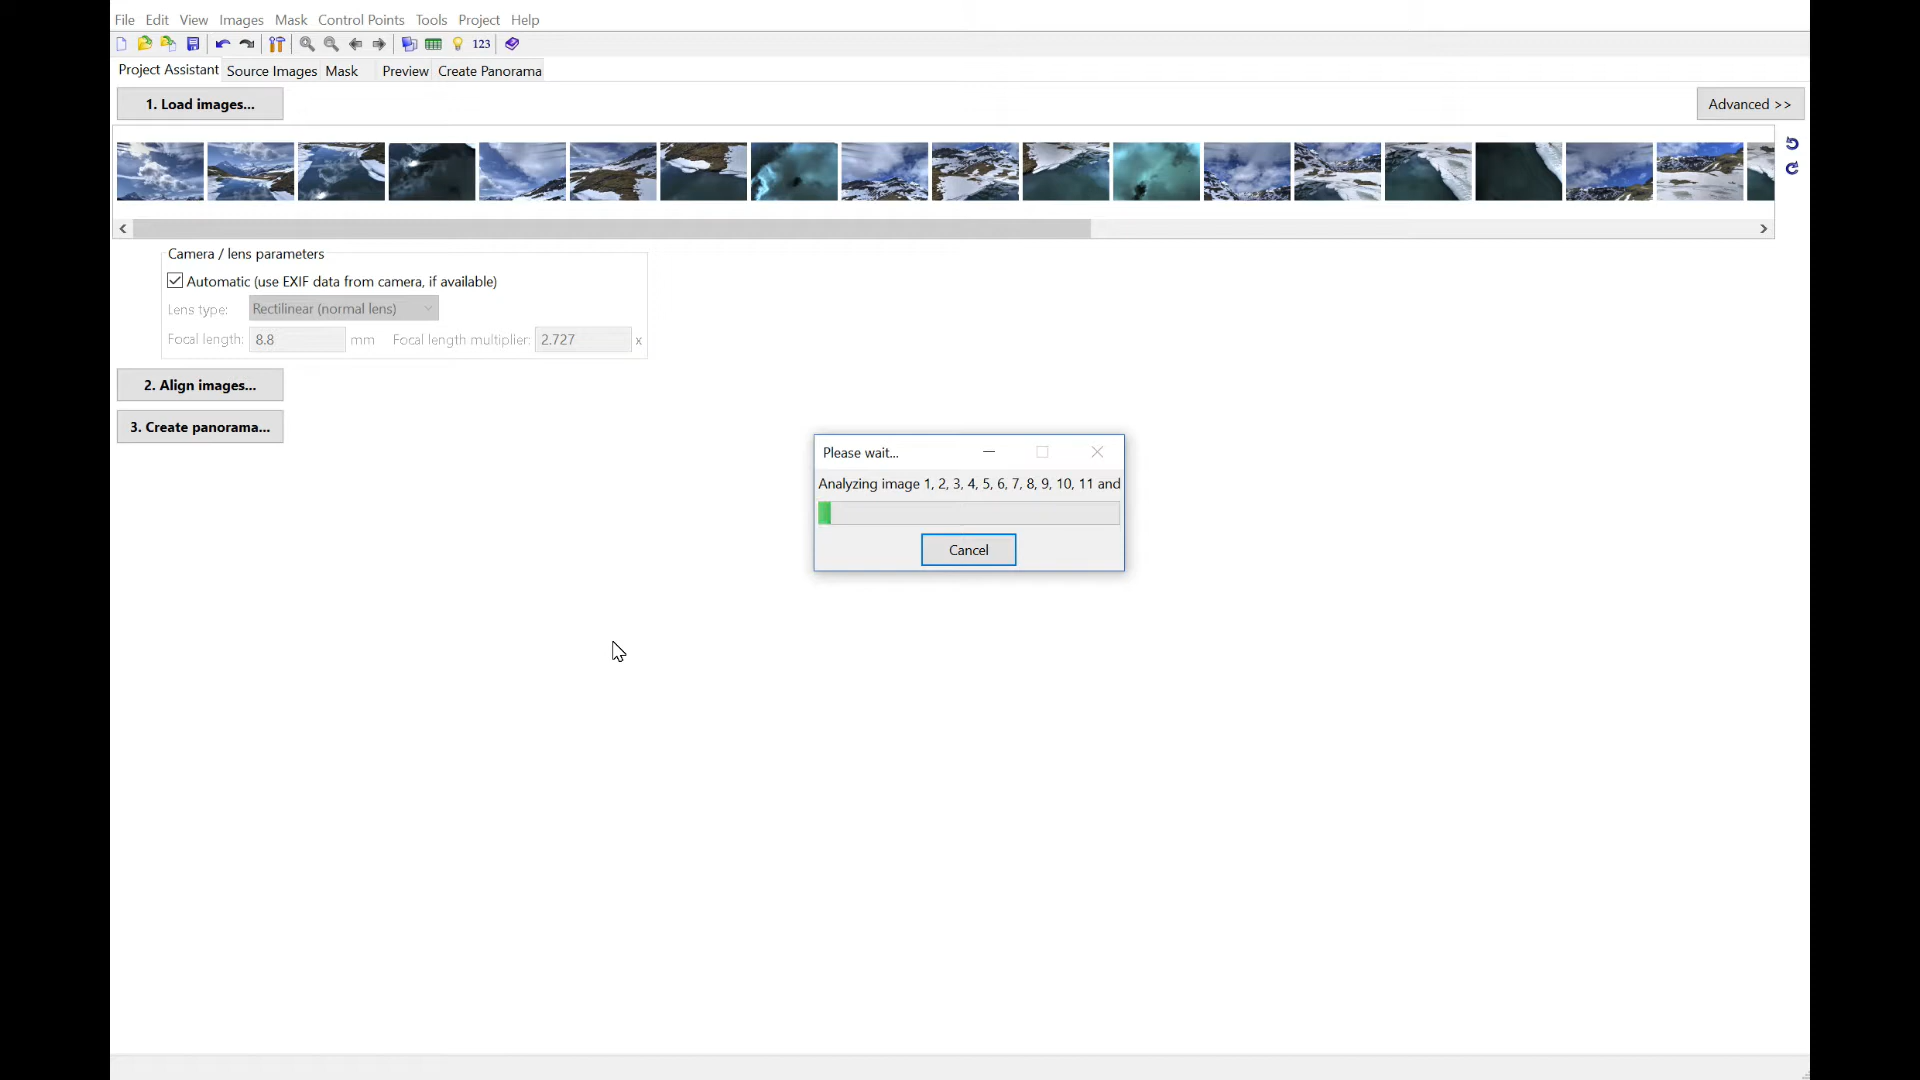 File Edit View Images Mask Control Points Tools Project Help
123
Project Assistant Source Images Mask Preview Create Panorama
1. Load images... Advanced >>
Camera / lens parameters
Automatic (use EXIF data from camera, if available)
Lens type: Rectilinear (normal lens)
Focal length: 8.8 mm Focal length multiplier: 2.727 x
2. Align images...
3. Create panorama...
Please wait...
Analyzing image 1, 2, 3, 4, 5, 6, 7, 8, 9, 10, 11 and
Cancel